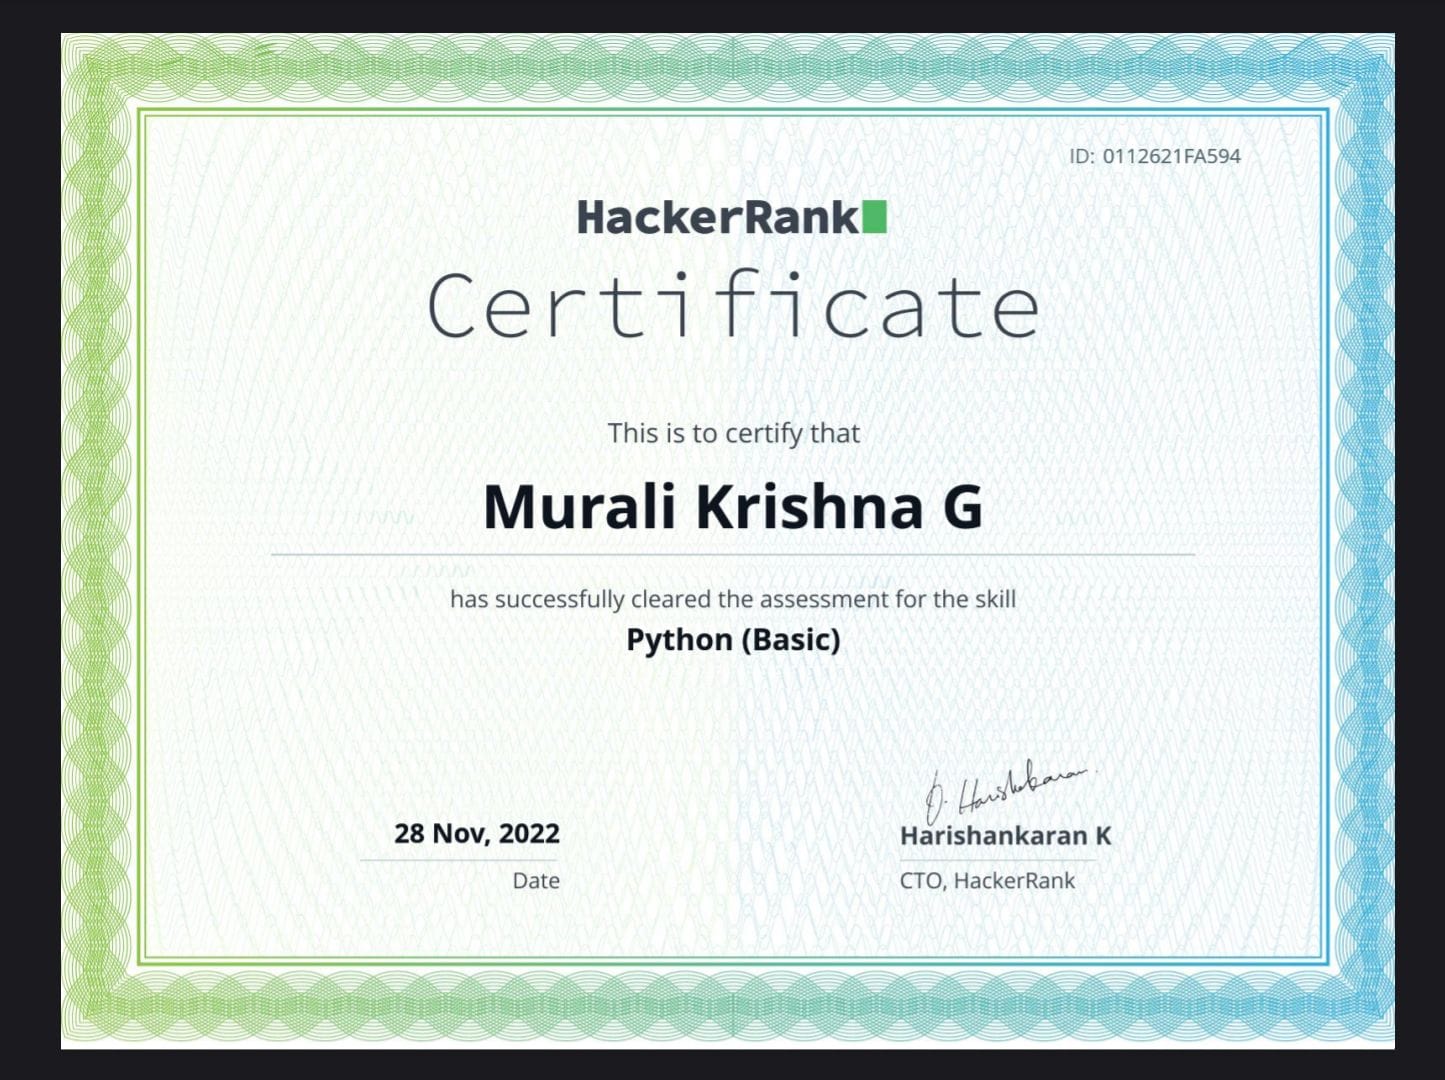 ID: 0112621FA594
HackerRank
Certificate
This is to certify that
Murali Krishna G
has successfully cleared the assessment for the skill
Python (Basic)
28 Nov, 2022
Date
Harishankaran K
CTO, HackerRank